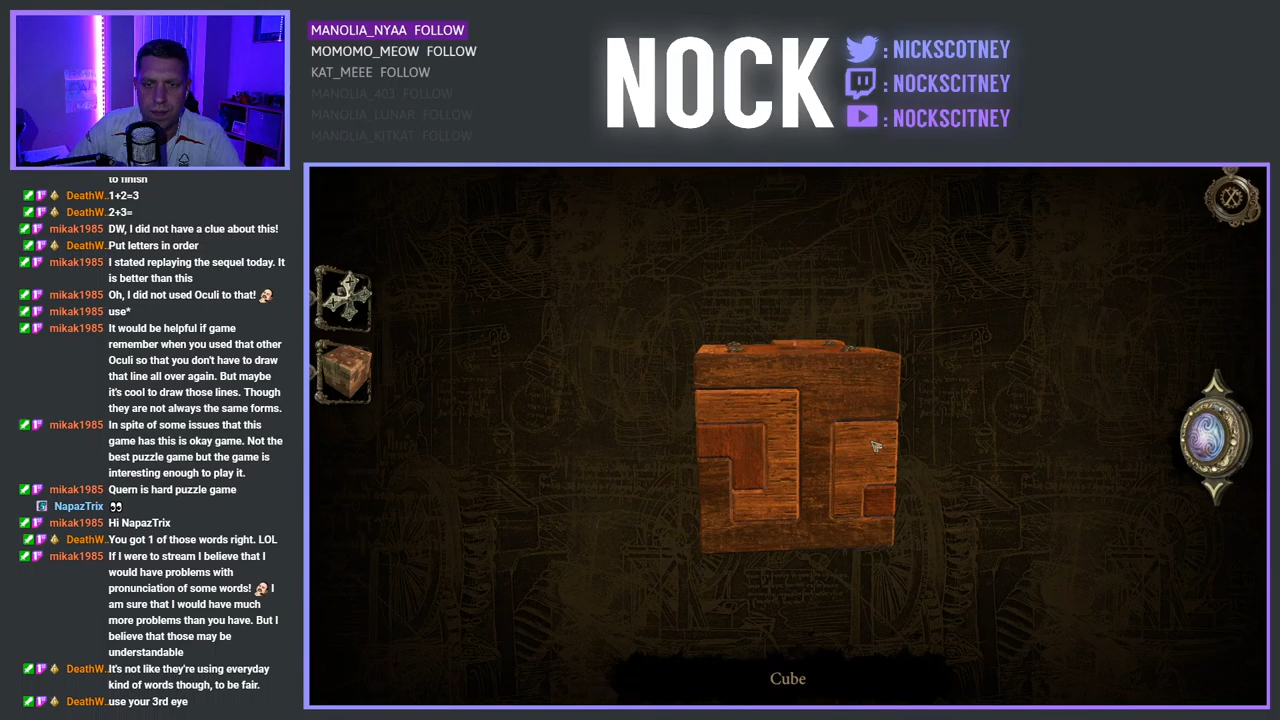 MANOLIA_NYAA FOLLOW
MOMOMO_MEOW FOLLOW
KAT_MEEE FOLLOW
MANOLIA_403 FOLLOW
MANOLIA_LUNAR FOLLOW
MANOLIA_KITKAT FOLLOW
NOCK
: NICKSCOTNEY
: NOCKSCITNEY
: NOCKSCITNEY
to finish
DeathW.. 1+2=3
DeathW.. 2+3=
mikak1985 DW, I did not have a clue about this!
DeathW.. Put letters in order
mikak1985 I stated replaying the sequel today. It
is better than this
mikak1985 Oh, I did not used Oculi to that!
mikak1985 use*
mikak1985 It would be helpful if game
remember when you used that other
Oculi so that you don't have to draw
that line all over again. But maybe
it's cool to draw those lines. Though
they are not always the same forms.
mikak1985 In spite of some issues that this
game has this is okay game. Not the
best puzzle game but the game is
interesting enough to play it.
mikak1985 Quern is hard puzzle game
NapazTrix
mikak1985 Hi NapazTrix
DeathW.. You got 1 of those words right. LOL
mikak1985 If I were to stream I believe that I
would have problems with
pronunciation of some words! I
am sure that I would have much
more problems than you have. But I
believe that those may be
understandable
DeathW.. It's not like they're using everyday
kind of words though, to be fair.
DeathW.. use your 3rd eye
Cube